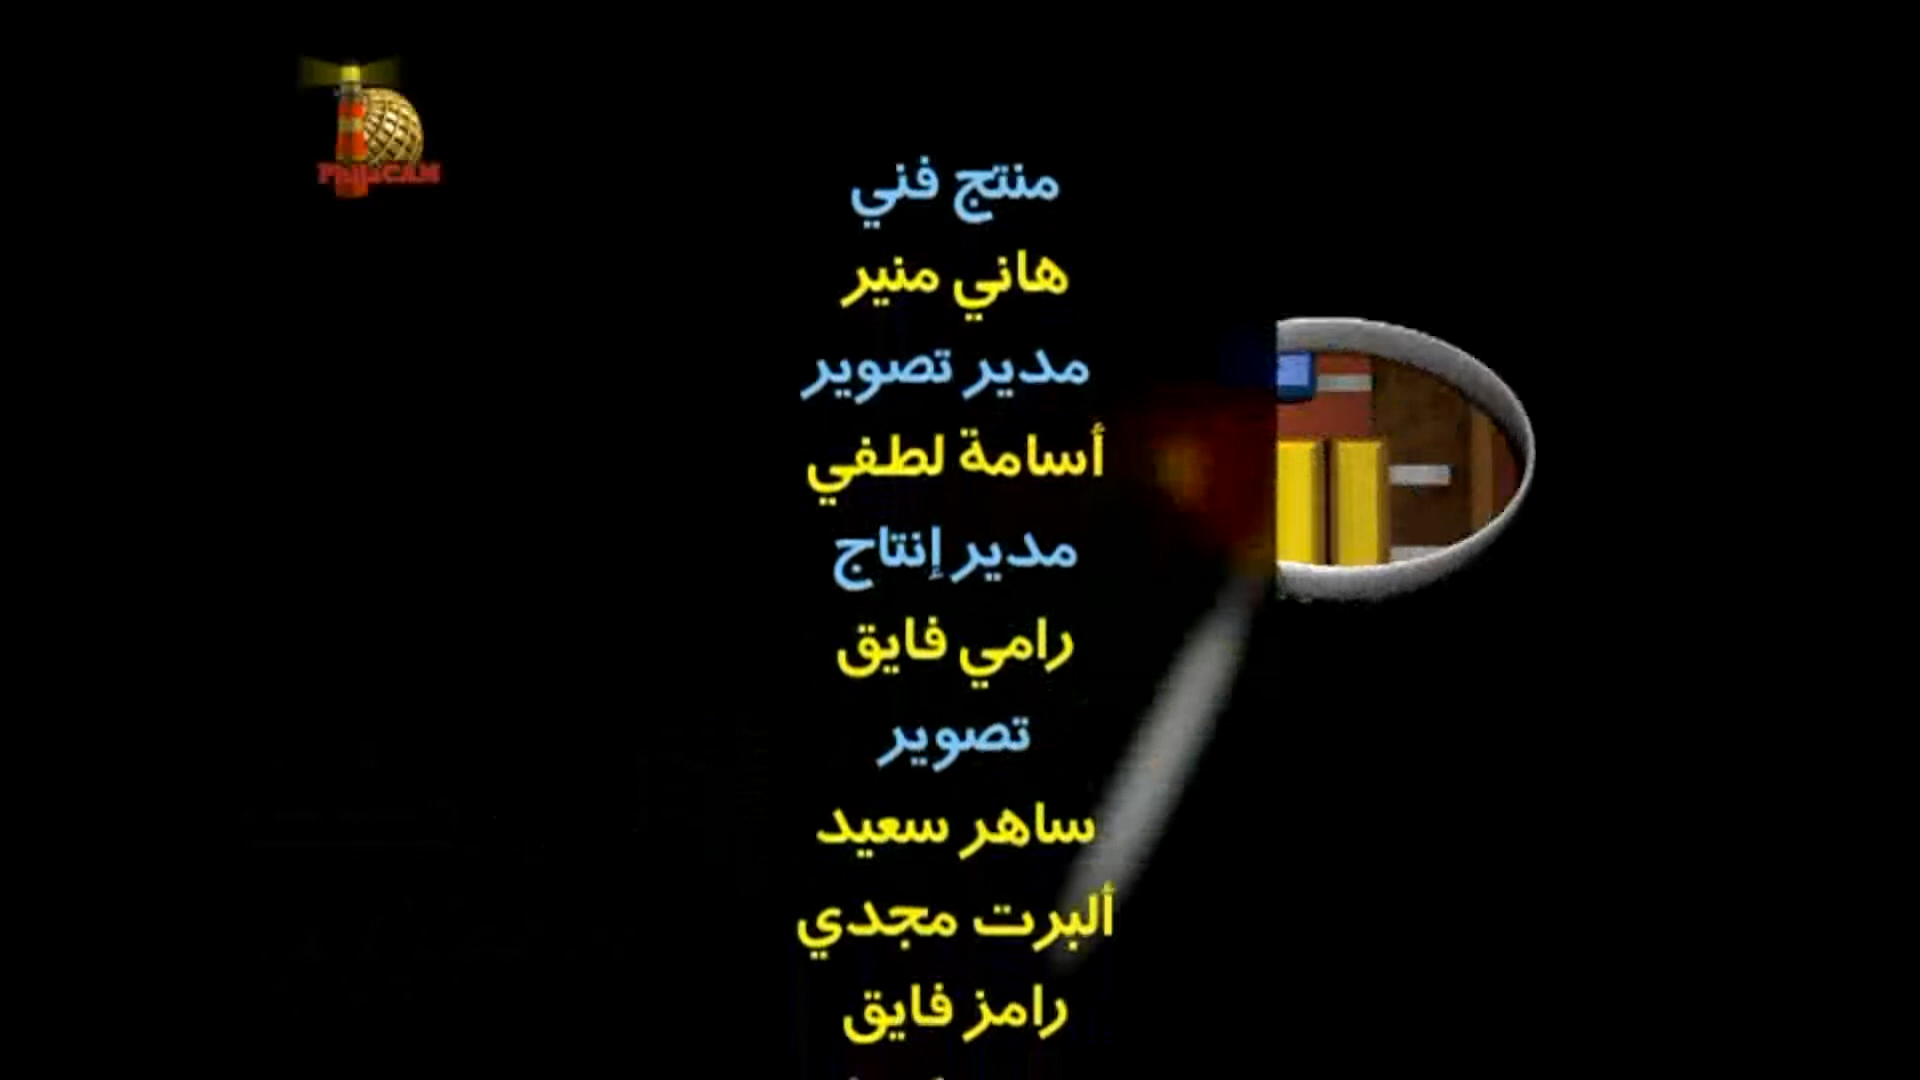 PhilaCAM
منتج فني
هاني منير
مدير تصوير
أسامة لطفي
مدير إنتاج
رامي فايق
تصوير
ساهر سعيد
ألبرت مجدي
رامز فايق